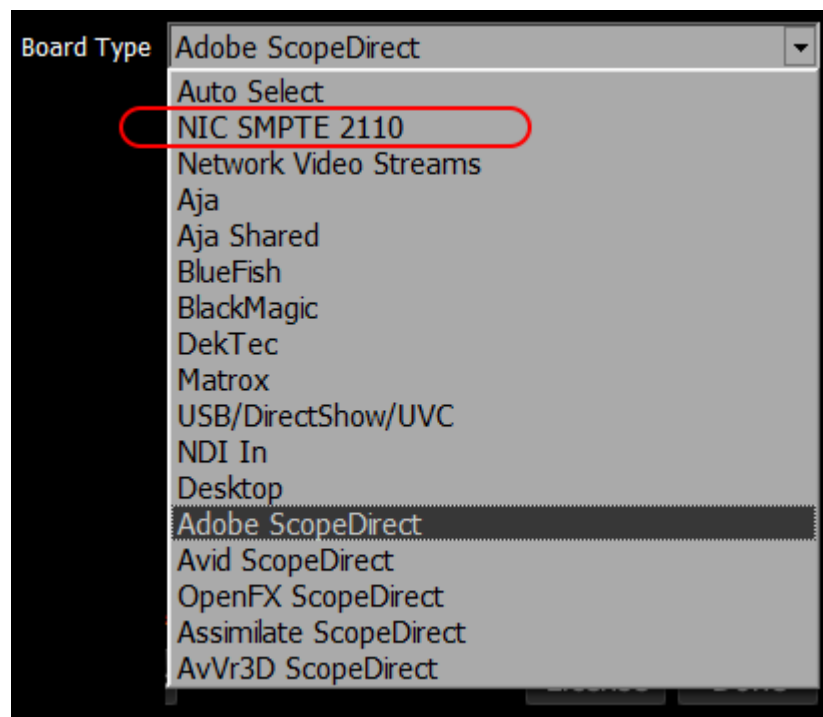 Board Type Adobe ScopeDirect
Auto Select
NIC SMPTE 2110
Network Video Streams
Aja
Aja Shared
BlueFish
BlackMagic
DekTec
Matrox
USB/DirectShow/UVC
NDI In
Desktop
Adobe ScopeDirect
Avid ScopeDirect
OpenFX ScopeDirect
Assimilate ScopeDirect
AvVr3D ScopeDirect